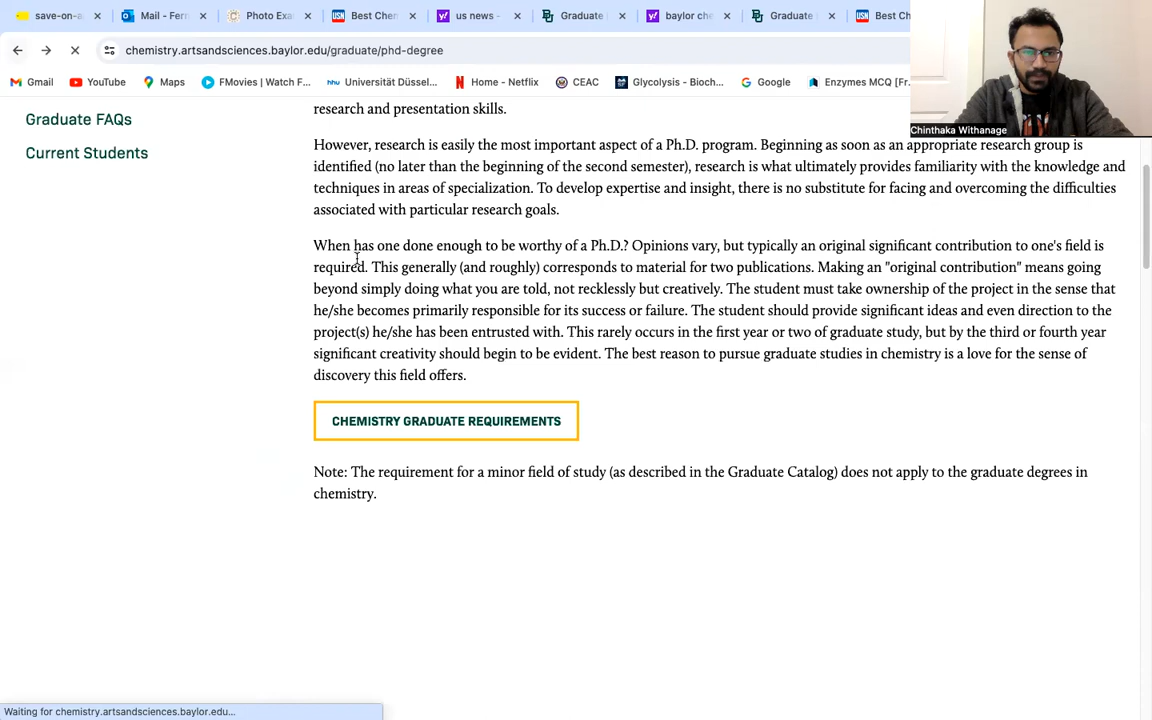 save-on-a
Mail - Fern
Photo Exa
Best Chen
us news -
Graduate
baylor che
Graduate
Best Ch
chemistry.artsandsciences.baylor.edu/graduate/phd-degree
Gmail
YouTube
Maps
FMovies | Watch F...
Universität Düssel...
Home - Netflix
CEAC
Glycolysis - Bioch...
Google
Enzymes MCQ [Fr.
Chinthaka Withanage
Graduate FAQs
Current Students
research and presentation skills.
However, research is easily the most important aspect of a Ph.D. program. Beginning as soon as an appropriate research group is
identified (no later than the beginning of the second semester), research is what ultimately provides familiarity with the knowledge and
techniques in areas of specialization. To develop expertise and insight, there is no substitute for facing and overcoming the difficulties
associated with particular research goals.
When has one done enough to be worthy of a Ph.D.? Opinions vary, but typically an original significant contribution to one's field is
required. This generally (and roughly) corresponds to material for two publications. Making an "original contribution" means going
beyond simply doing what you are told, not recklessly but creatively. The student must take ownership of the project in the sense that
he/she becomes primarily responsible for its success or failure. The student should provide significant ideas and even direction to the
project(s) he/she has been entrusted with. This rarely occurs in the first year or two of graduate study, but by the third or fourth year
significant creativity should begin to be evident. The best reason to pursue graduate studies in chemistry is a love for the sense of
discovery this field offers.
CHEMISTRY GRADUATE REQUIREMENTS
Note: The requirement for a minor field of study (as described in the Graduate Catalog) does not apply to the graduate degrees in
chemistry.
Waiting for chemistry.artsandsciences.baylor.edu...